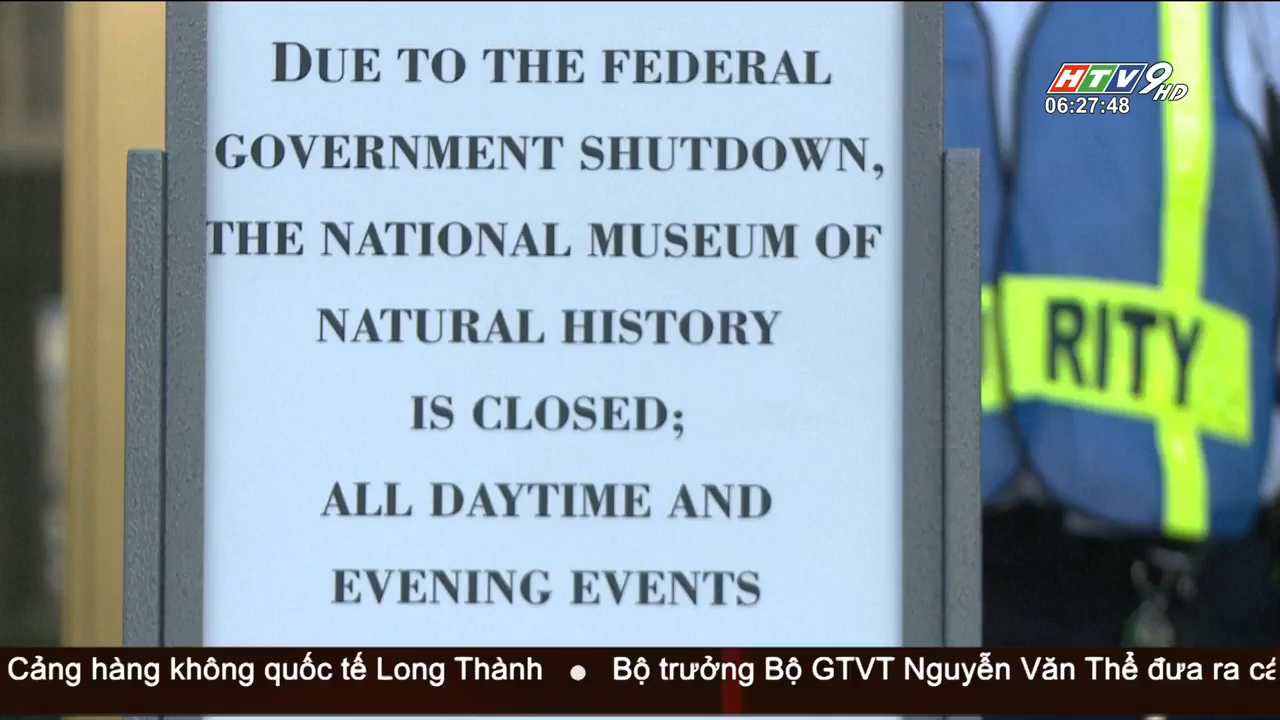 DUE TO THE FEDERAL
GOVERNMENT SHUTDOWN,
THE NATIONAL MUSEUM OF
NATURAL HISTORY
IS CLOSED;
ALL DAYTIME AND
EVENING EVENTS
HTV9 HD
06:27:48
RITY
Cảng hàng không quốc tế Long Thành ● Bộ trưởng Bộ GTVT Nguyễn Văn Thể đưa ra